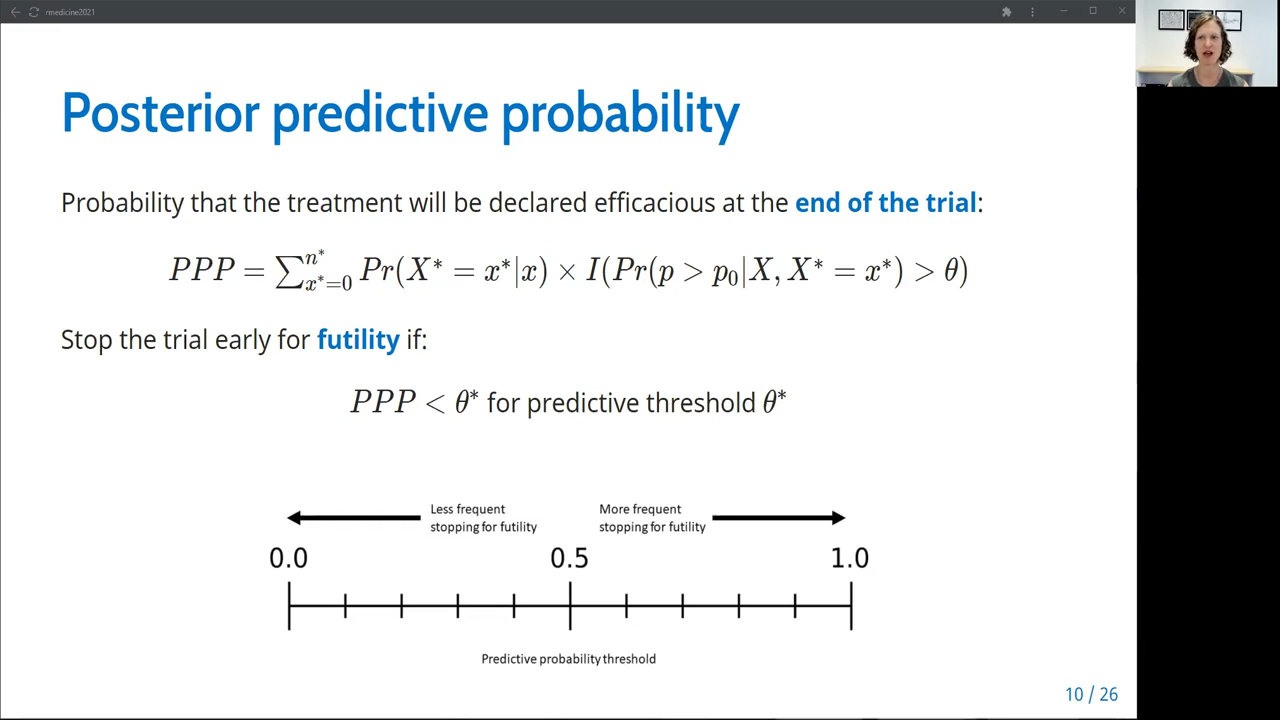 rmedicine2021
Posterior predictive probability
Probability that the treatment will be declared efficacious at the end of the trial:
PPP = ∑_{x*=0}^{n*} Pr(X* = x*|x) × I(Pr(p > p₀|X, X* = x*) > θ)
Stop the trial early for futility if:
PPP < θ* for predictive threshold θ*
Less frequent
stopping for futility
More frequent
stopping for futility
0.0 0.5 1.0
Predictive probability threshold
10 / 26